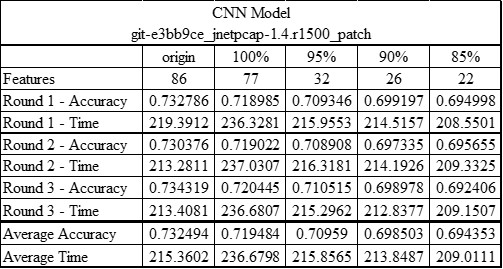 CNN Model
git-e3bb9ce_jnetpcap-1.4.r1500_patch
origin 100% 95% 90% 85%
Features 86 77 32 26 22
Round 1 - Accuracy 0.732786 0.718985 0.709346 0.699197 0.694998
Round 1 - Time 219.3912 236.3281 215.9553 214.5157 208.5501
Round 2 - Accuracy 0.730376 0.719022 0.708908 0.697335 0.695655
Round 2 - Time 213.2811 237.0307 216.3181 214.1926 209.3325
Round 3 - Accuracy 0.734319 0.720445 0.710515 0.698978 0.692406
Round 3 - Time 213.4081 236.6807 215.2962 212.8377 209.1507
Average Accuracy 0.732494 0.719484 0.70959 0.698503 0.694353
Average Time 215.3602 236.6798 215.8565 213.8487 209.0111